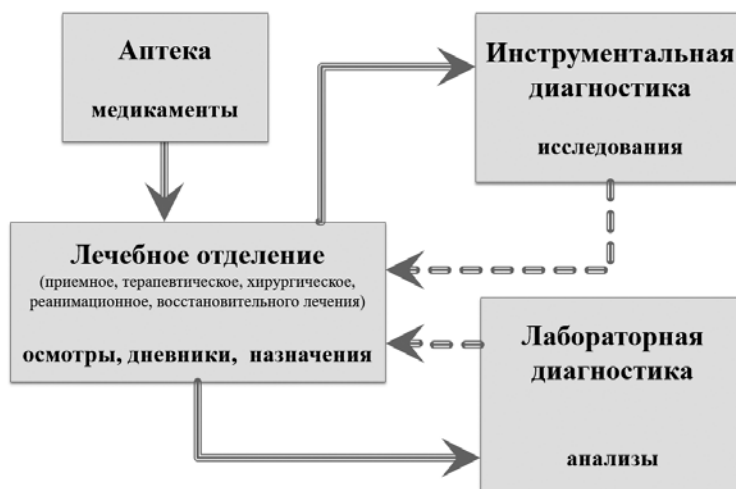 Аптека
медикаменты
Инструментальная
диагностика
исследования
Лечебное отделение
(приемное, терапевтическое, хирургическое,
реанимационное, восстановительного лечения)
осмотры, дневники, назначения
Лабораторная
диагностика
анализы